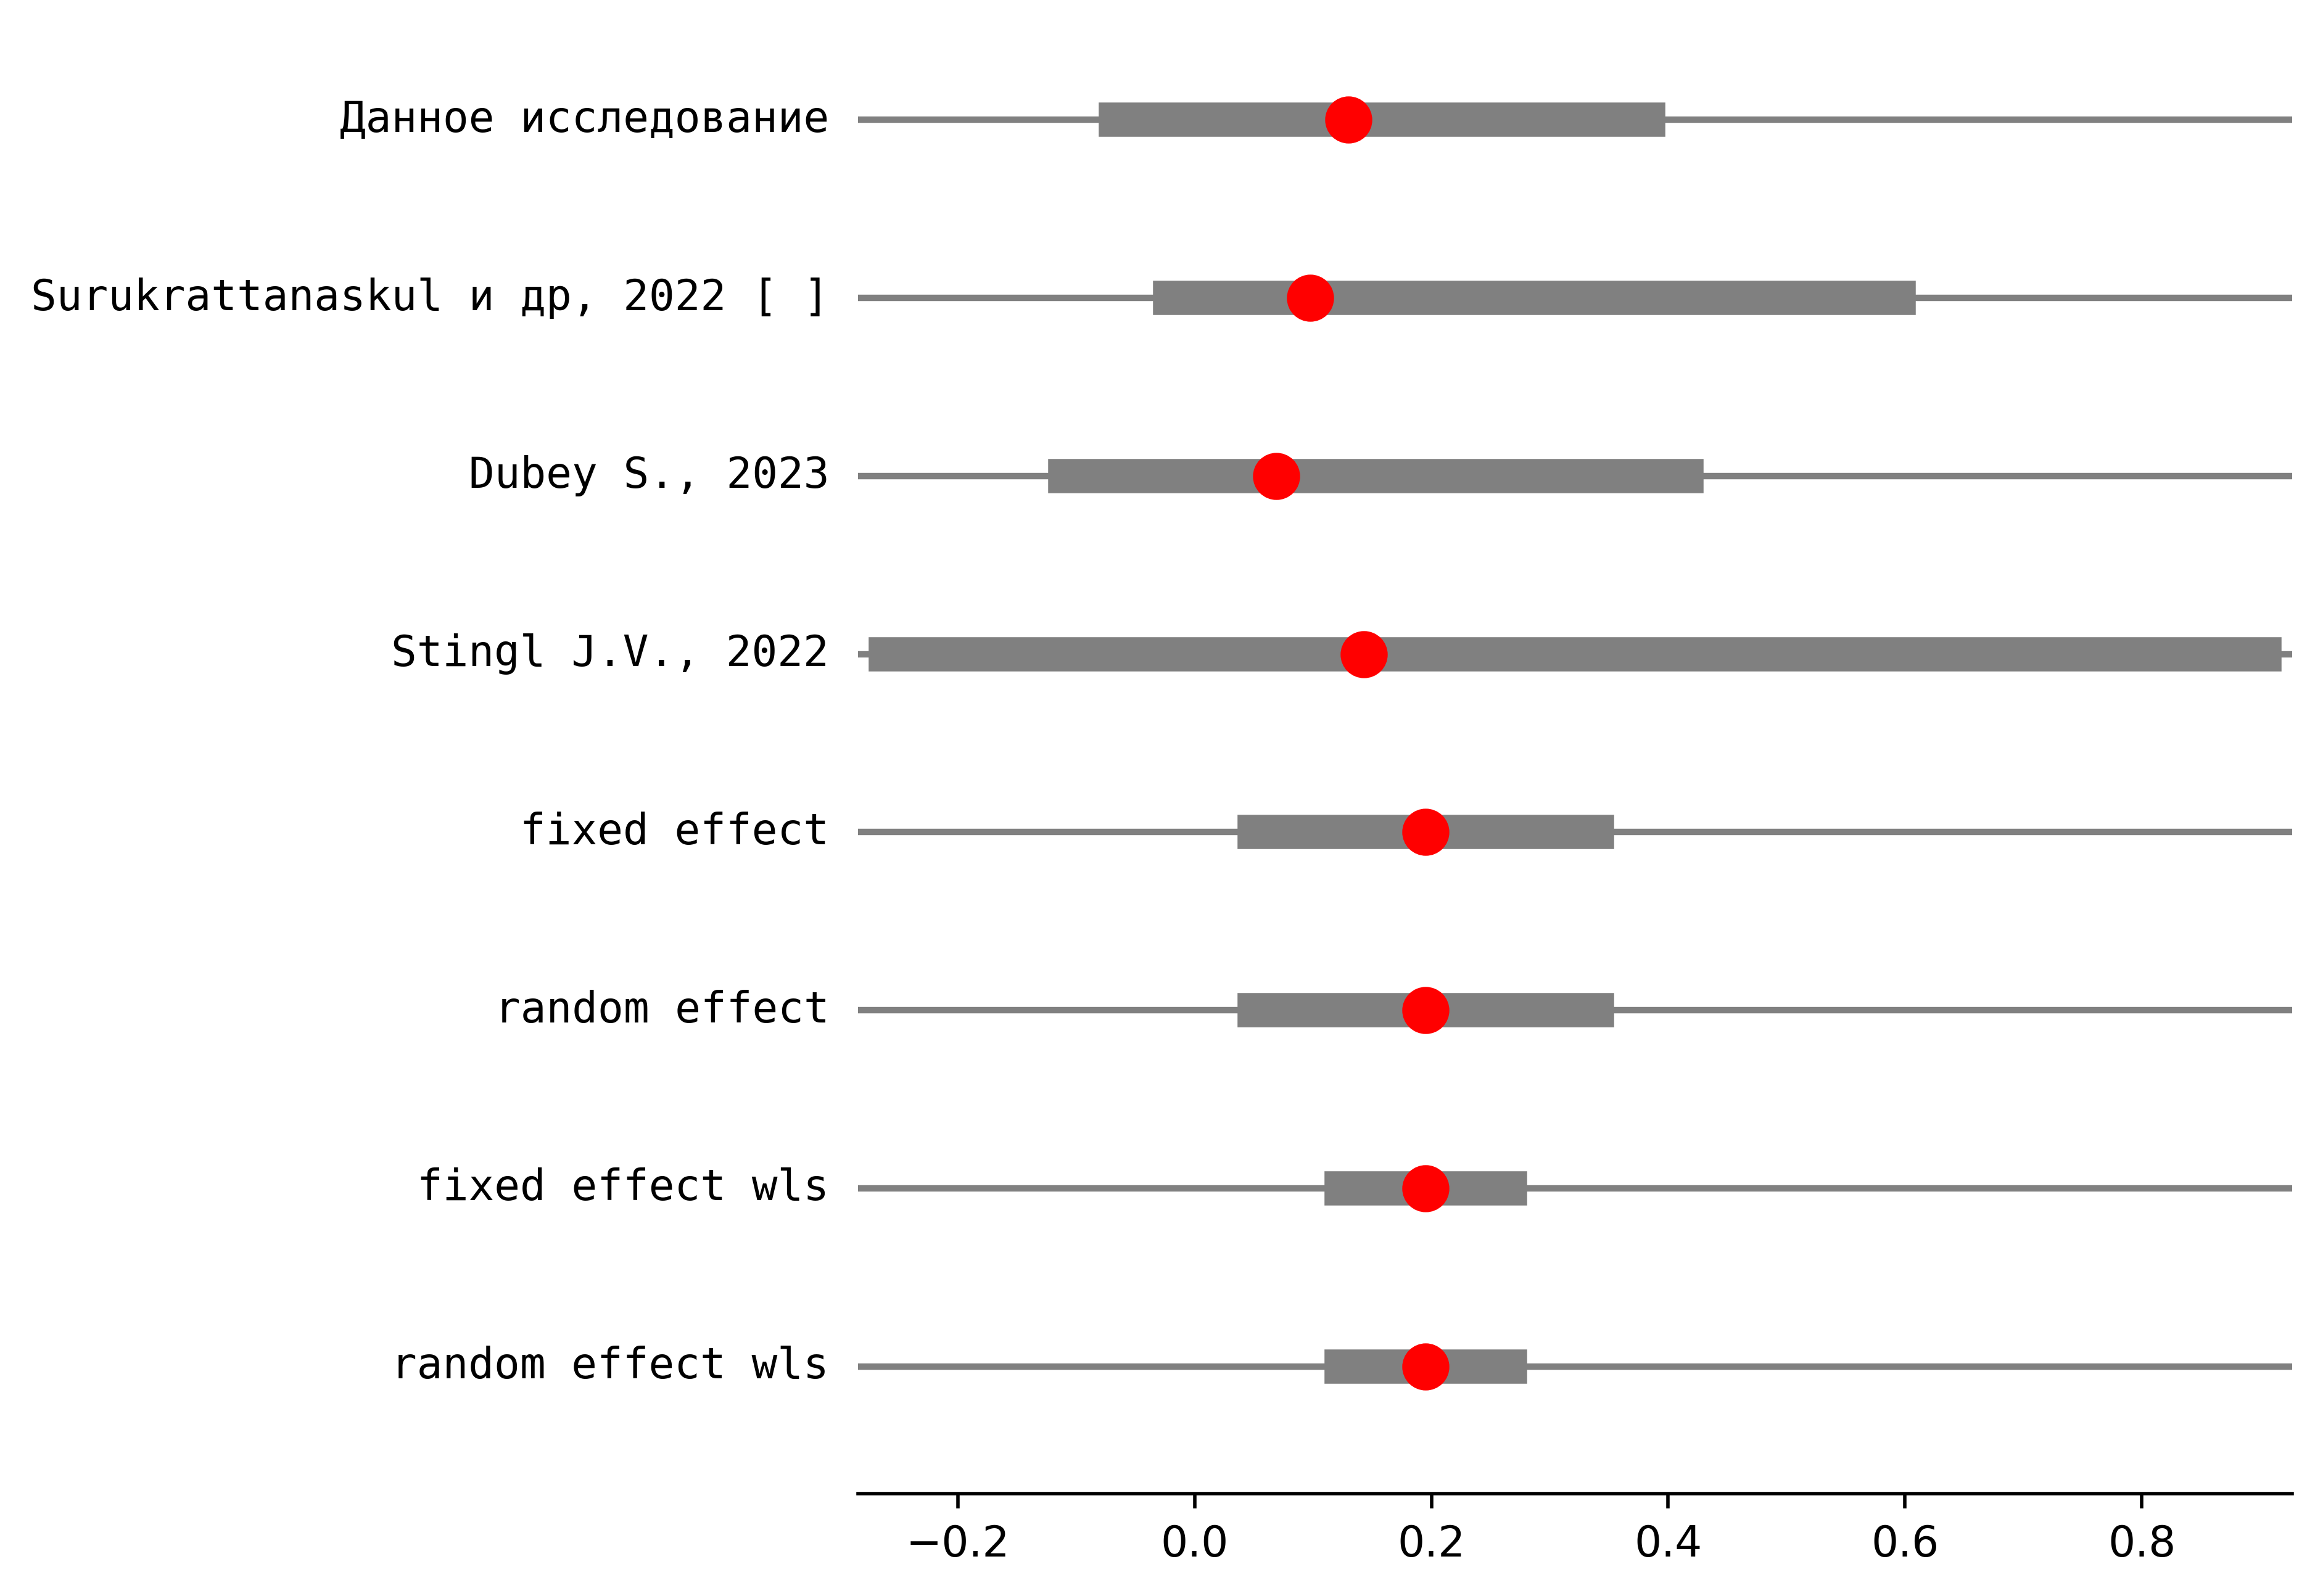 Данное исследование
Surukrattanaskul и др, 2022 [ ]
Dubey S., 2023
Stingl J.V., 2022
fixed effect
random effect
fixed effect wls
random effect wls
−0.2 0.0 0.2 0.4 0.6 0.8